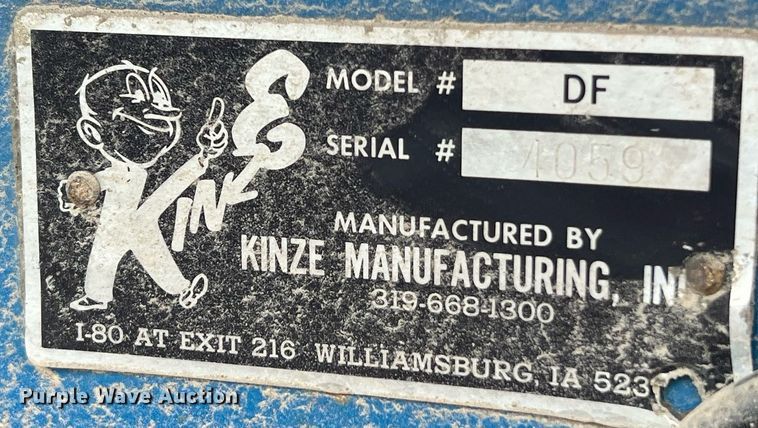 KINZE
MODEL # DF
SERIAL # 4059
MANUFACTURED BY
KINZE MANUFACTURING, IN
319-668-1300
I-80 AT EXIT 216 WILLIAMSBURG, IA 523
Purple Wave Auction